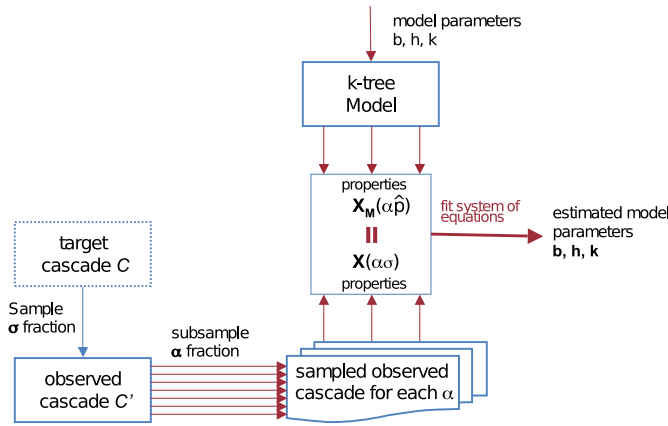 model parameters
b, h, k
k-tree
Model
properties
X_M(αp̂)
=
X(ασ)
properties
fit system of
equations
estimated model
parameters
b, h, k
target
cascade C
Sample
σ fraction
observed
cascade C'
subsample
α fraction
sampled observed
cascade for each α